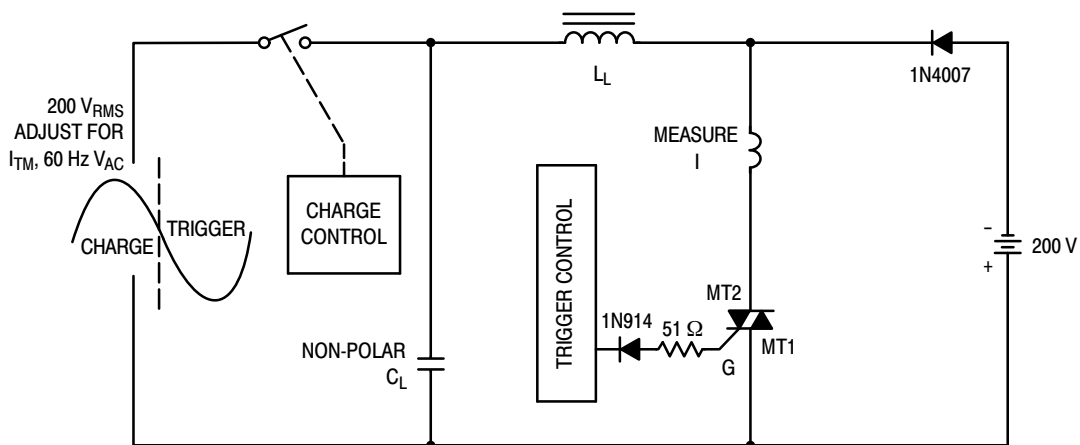 200 VRMS
ADJUST FOR
ITM, 60 Hz VAC
CHARGE
TRIGGER
CHARGE
CONTROL
NON-POLAR
CL
LL
MEASURE
I
TRIGGER CONTROL
1N914
51 Ω
G
MT2
MT1
1N4007
-
+
200 V